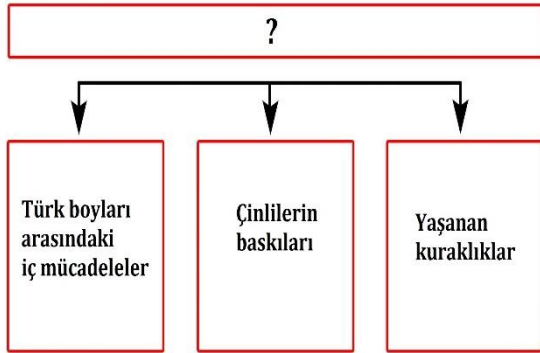 ?
Türk boyları
arasındaki
iç mücadeleler
Çinlilerin
baskıları
Yaşanan
kuraklıklar